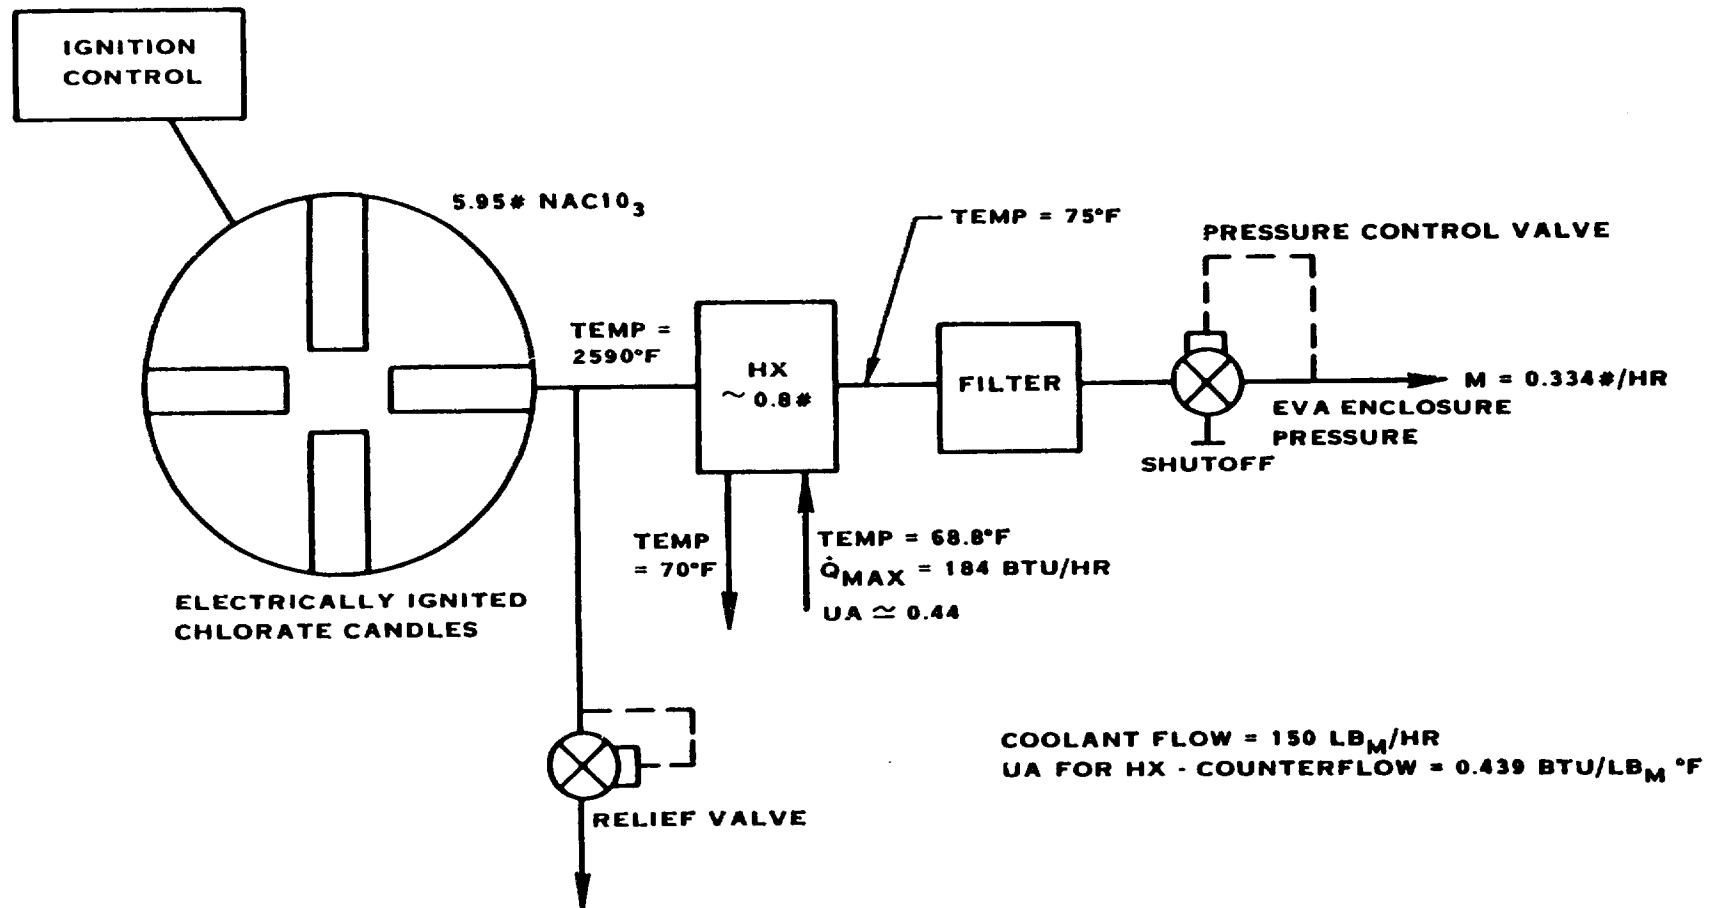 IGNITION
CONTROL
5.95# NAC10₃
TEMP = 75°F
PRESSURE CONTROL VALVE
TEMP =
2590°F
HX
~ 0.8#
FILTER
M = 0.334#/HR
EVA ENCLOSURE
PRESSURE
SHUTOFF
TEMP
= 70°F
TEMP = 68.8°F
Q̇MAX = 184 BTU/HR
UA ≃ 0.44
ELECTRICALLY IGNITED
CHLORATE CANDLES
COOLANT FLOW = 150 LBM/HR
UA FOR HX - COUNTERFLOW = 0.439 BTU/LBM °F
RELIEF VALVE